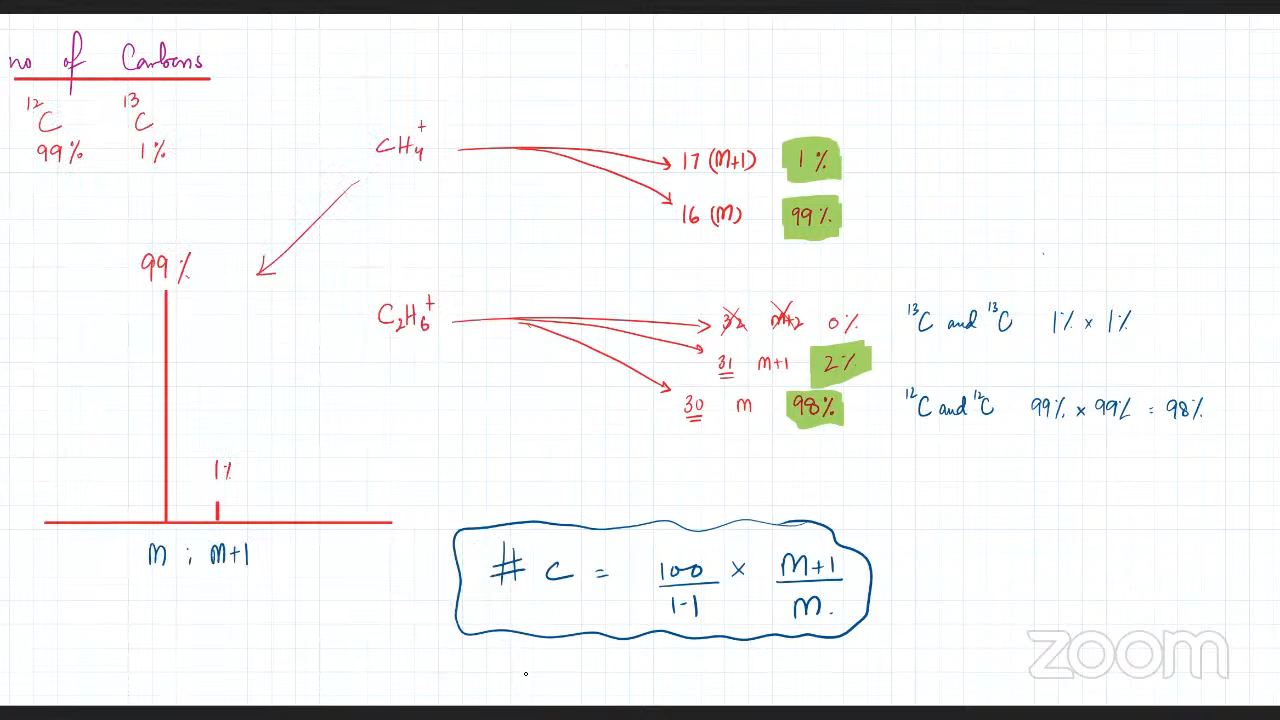 no of Carbons
¹²C ¹³C
99% 1%
CH₄⁺
17 (M+1) 1%
16 (M) 99%
99%
1%
M ; M+1
C₂H₆⁺
32 M+2 0% ¹³C and ¹³C 1% × 1%
31 M+1 2%
30 M 98% ¹²C and ¹²C 99% × 99% = 98%
# C = 100/1.1 × M+1/M.
zoom